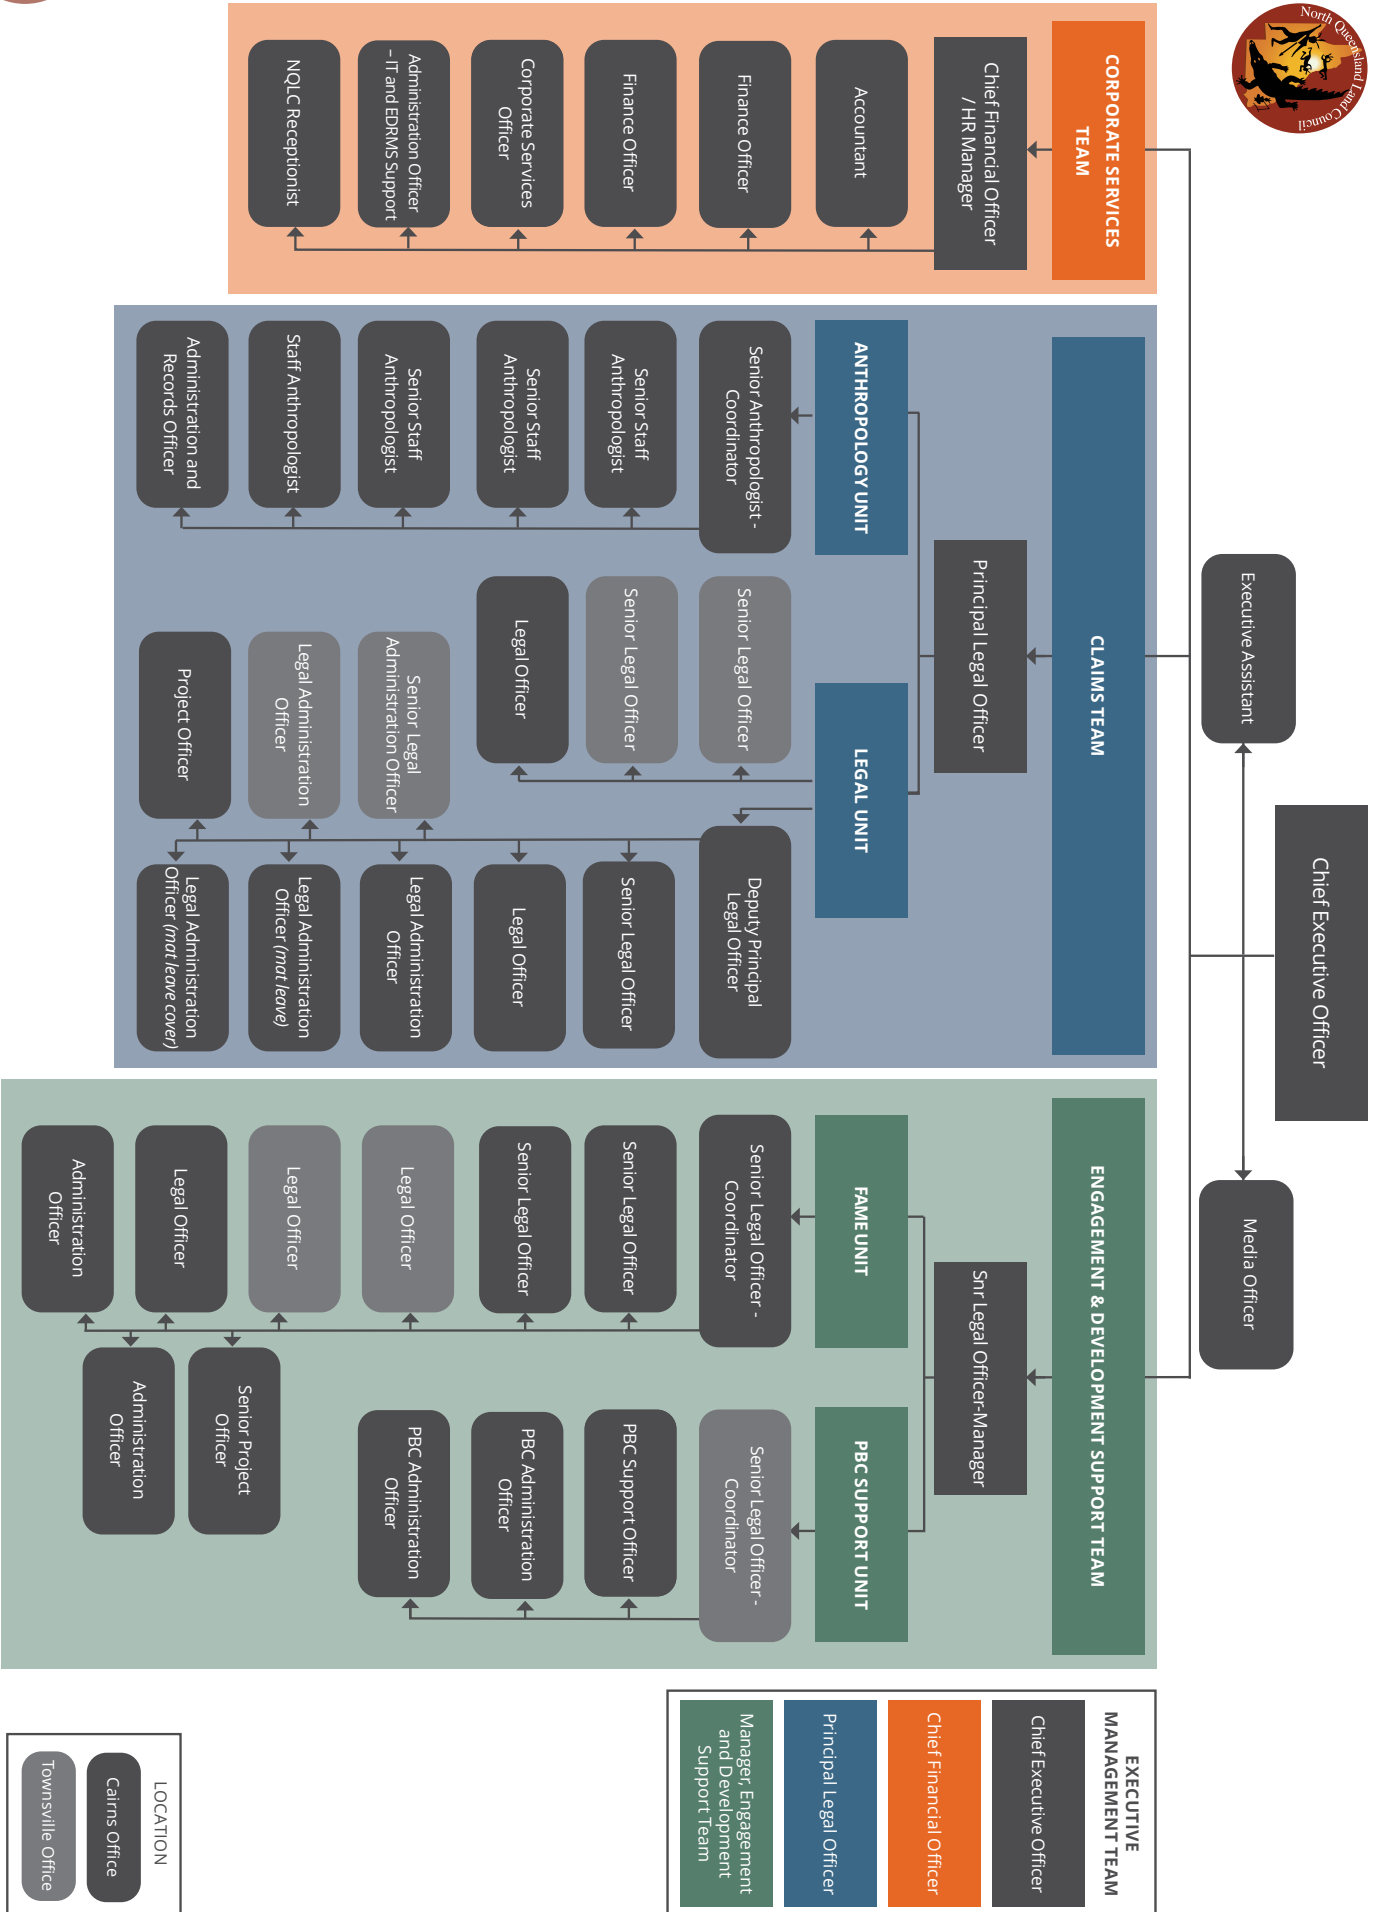 North Queensland Land Council
Chief Executive Officer
Executive Assistant
Media Officer
CORPORATE SERVICES
TEAM
Chief Financial Officer
/ HR Manager
Accountant
Finance Officer
Finance Officer
Corporate Services
Officer
Administration Officer
– IT and EDRMS Support
NQLC Receptionist
CLAIMS TEAM
Principal Legal Officer
ANTHROPOLOGY UNIT
Senior Anthropologist -
Coordinator
Senior Staff
Anthropologist
Senior Staff
Anthropologist
Senior Staff
Anthropologist
Staff Anthropologist
Administration and
Records Officer
LEGAL UNIT
Senior Legal Officer
Senior Legal Officer
Legal Officer
Deputy Principal
Legal Officer
Senior Legal
Administration Officer
Legal Administration
Officer
Project Officer
Senior Legal Officer
Legal Officer
Legal Administration
Officer
Legal Administration
Officer (mat leave)
Legal Administration
Officer (mat leave cover)
ENGAGEMENT & DEVELOPMENT SUPPORT TEAM
Snr Legal Officer-Manager
FAME UNIT
Senior Legal Officer -
Coordinator
Senior Legal Officer
Senior Legal Officer
Legal Officer
Legal Officer
Legal Officer
Administration
Officer
Senior Project
Officer
Administration
Officer
PBC SUPPORT UNIT
Senior Legal Officer -
Coordinator
PBC Support Officer
PBC Administration
Officer
PBC Administration
Officer
EXECUTIVE
MANAGEMENT TEAM
Chief Executive Officer
Chief Financial Officer
Principal Legal Officer
Manager, Engagement
and Development
Support Team
LOCATION
Cairns Office
Townsville Office